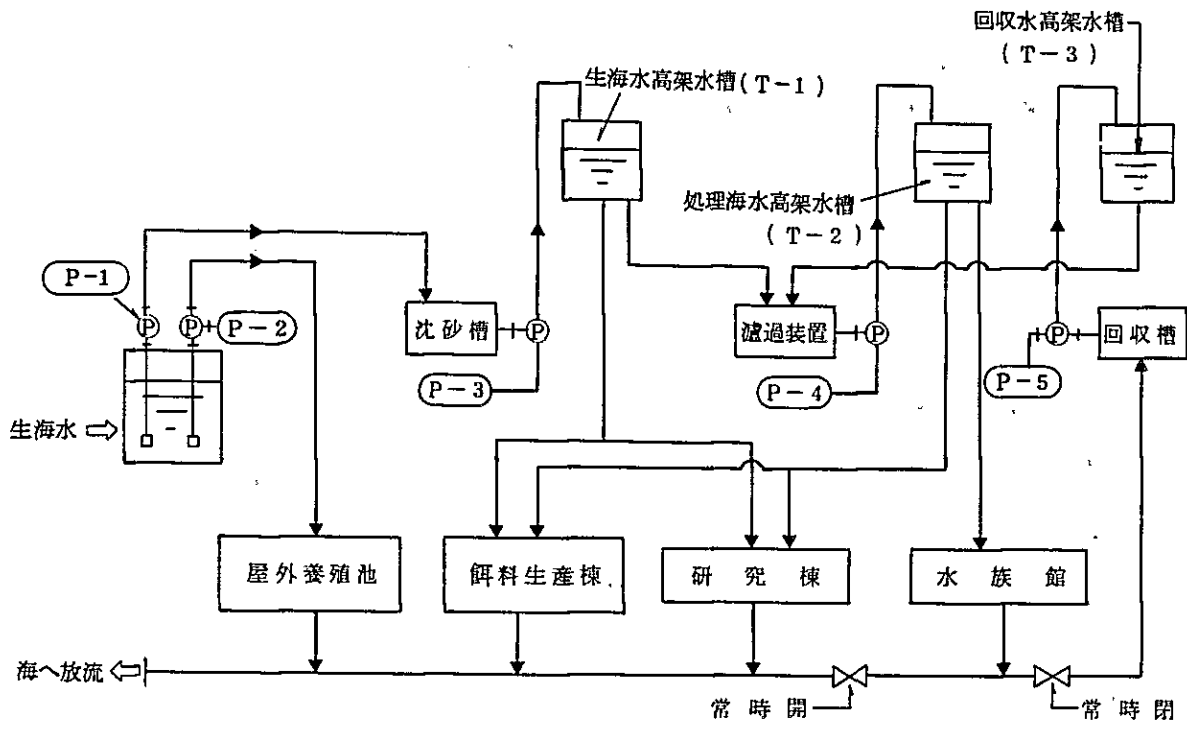 回収水高架水槽
(T-3)
生海水高架水槽(T-1)
処理海水高架水槽
(T-2)
P-1
P
P
P-2
沈砂槽
P
P-3
濾過装置
P
P-4
P
回収槽
P-5
生海水
屋外養殖池
餌料生産棟
研究棟
水族館
海へ放流
常時開
常時閉